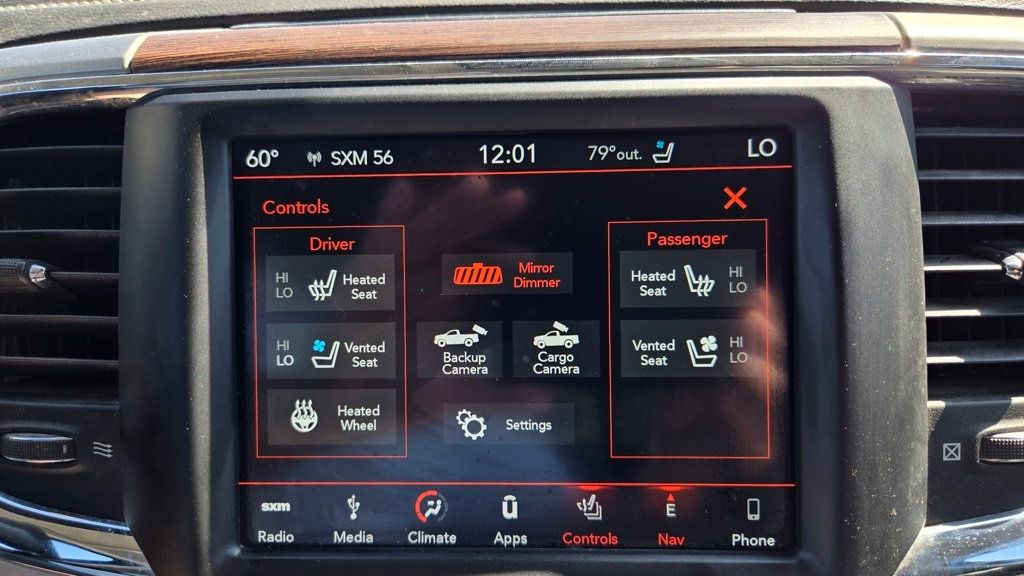 60° SXM 56 12:01 79°out. LO
Controls
Driver
HI
LO
Heated
Seat
HI
LO
Vented
Seat
Heated
Wheel
Mirror
Dimmer
Backup
Camera
Cargo
Camera
Settings
Passenger
Heated
Seat
HI
LO
Vented
Seat
HI
LO
sxm
E
Radio Media Climate Apps Controls Nav Phone